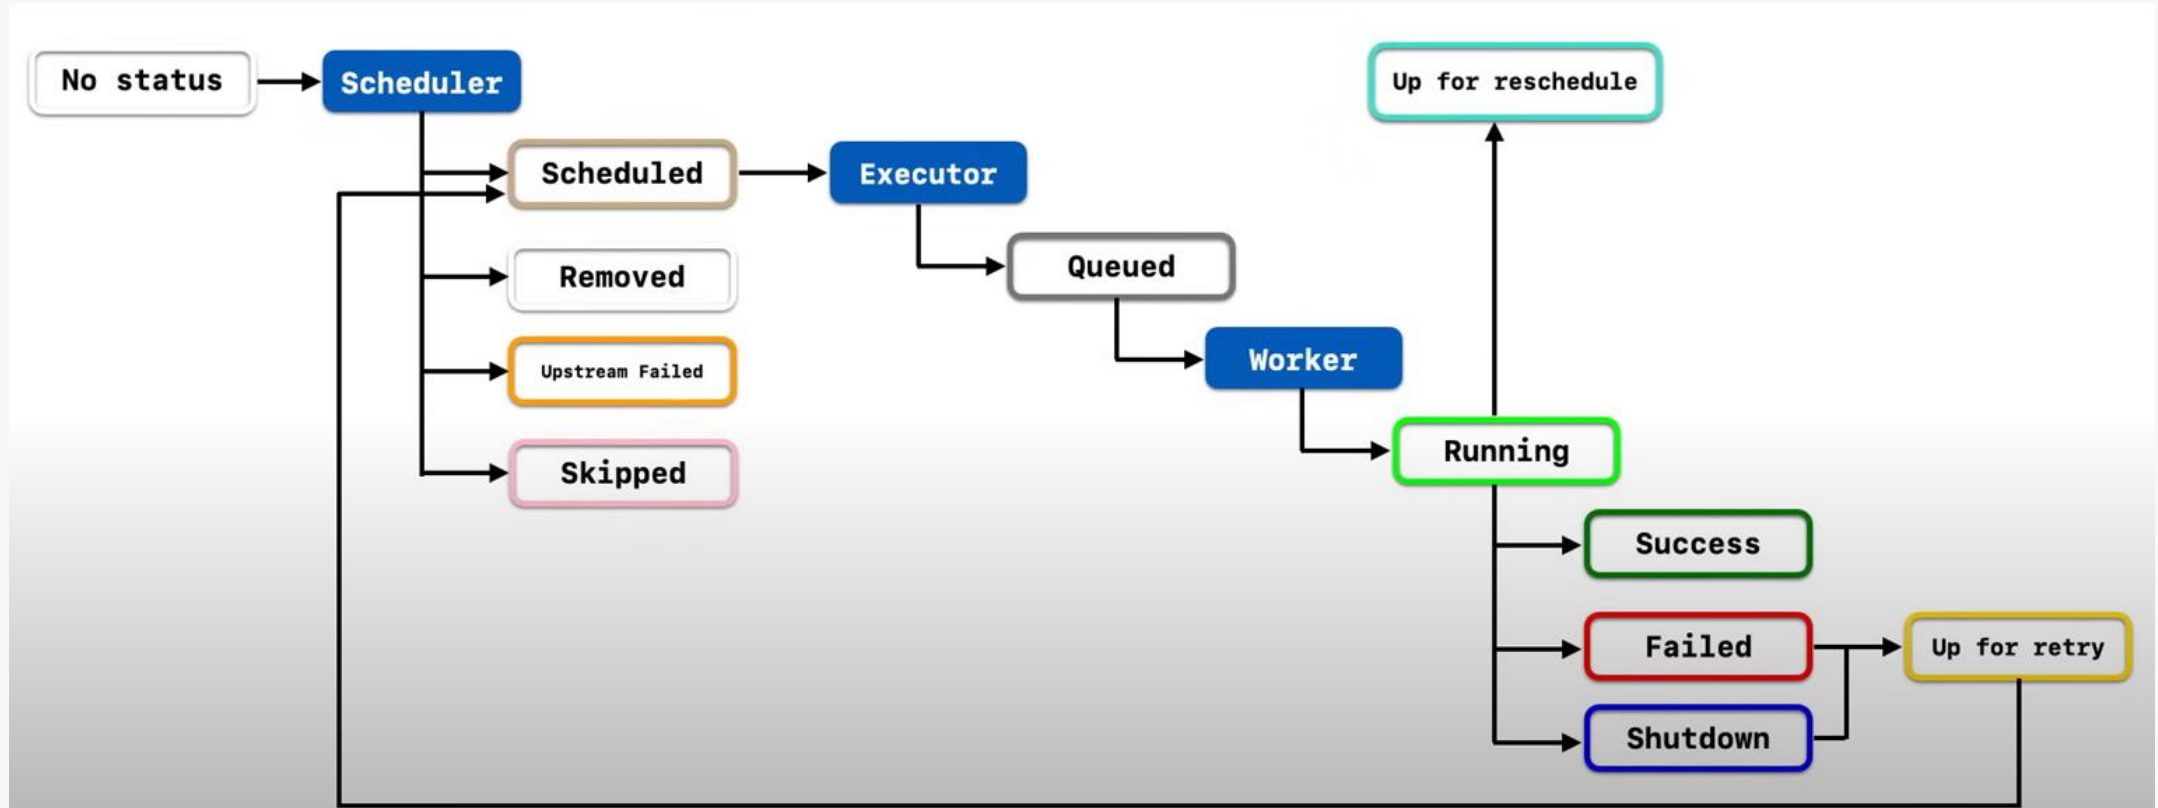 No status
Scheduler
Up for reschedule
Scheduled
Executor
Removed
Queued
Upstream Failed
Worker
Skipped
Running
Success
Failed
Up for retry
Shutdown